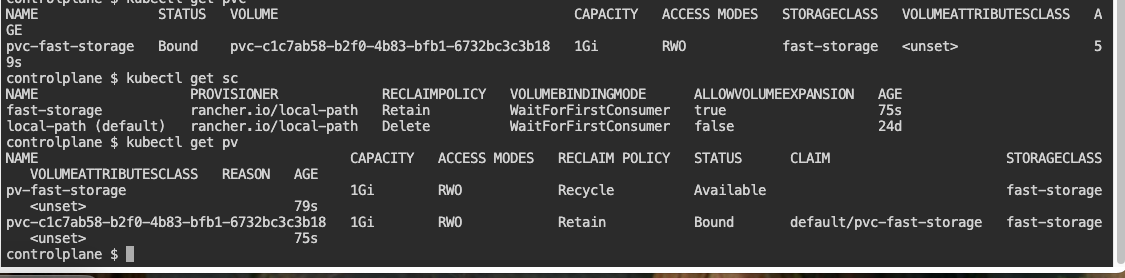 controlplane $ kubectl get pvc
NAME               STATUS   VOLUME                                     CAPACITY   ACCESS MODES   STORAGECLASS   VOLUMEATTRIBUTESCLASS   A
GE
pvc-fast-storage   Bound    pvc-c1c7ab58-b2f0-4b83-bfb1-6732bc3c3b18   1Gi        RWO            fast-storage   <unset>                 5
9s
controlplane $ kubectl get sc
NAME                   PROVISIONER             RECLAIMPOLICY   VOLUMEBINDINGMODE      ALLOWVOLUMEEXPANSION   AGE
fast-storage           rancher.io/local-path   Retain          WaitForFirstConsumer   true                   75s
local-path (default)   rancher.io/local-path   Delete          WaitForFirstConsumer   false                  24d
controlplane $ kubectl get pv
NAME                                       CAPACITY   ACCESS MODES   RECLAIM POLICY   STATUS      CLAIM                      STORAGECLASS
   VOLUMEATTRIBUTESCLASS   REASON   AGE
pv-fast-storage                            1Gi        RWO            Recycle          Available                              fast-storage
   <unset>                          79s
pvc-c1c7ab58-b2f0-4b83-bfb1-6732bc3c3b18   1Gi        RWO            Retain           Bound       default/pvc-fast-storage   fast-storage
   <unset>                          75s
controlplane $